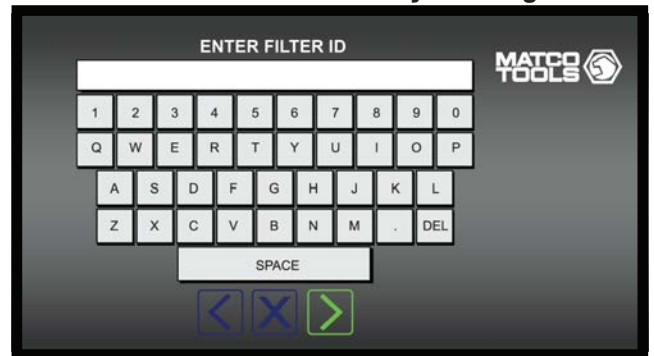 ENTER FILTER ID
MATCO
TOOLS
1 2 3 4 5 6 7 8 9 0
Q W E R T Y U I O P
A S D F G H J K L
Z X C V B N M . DEL
SPACE